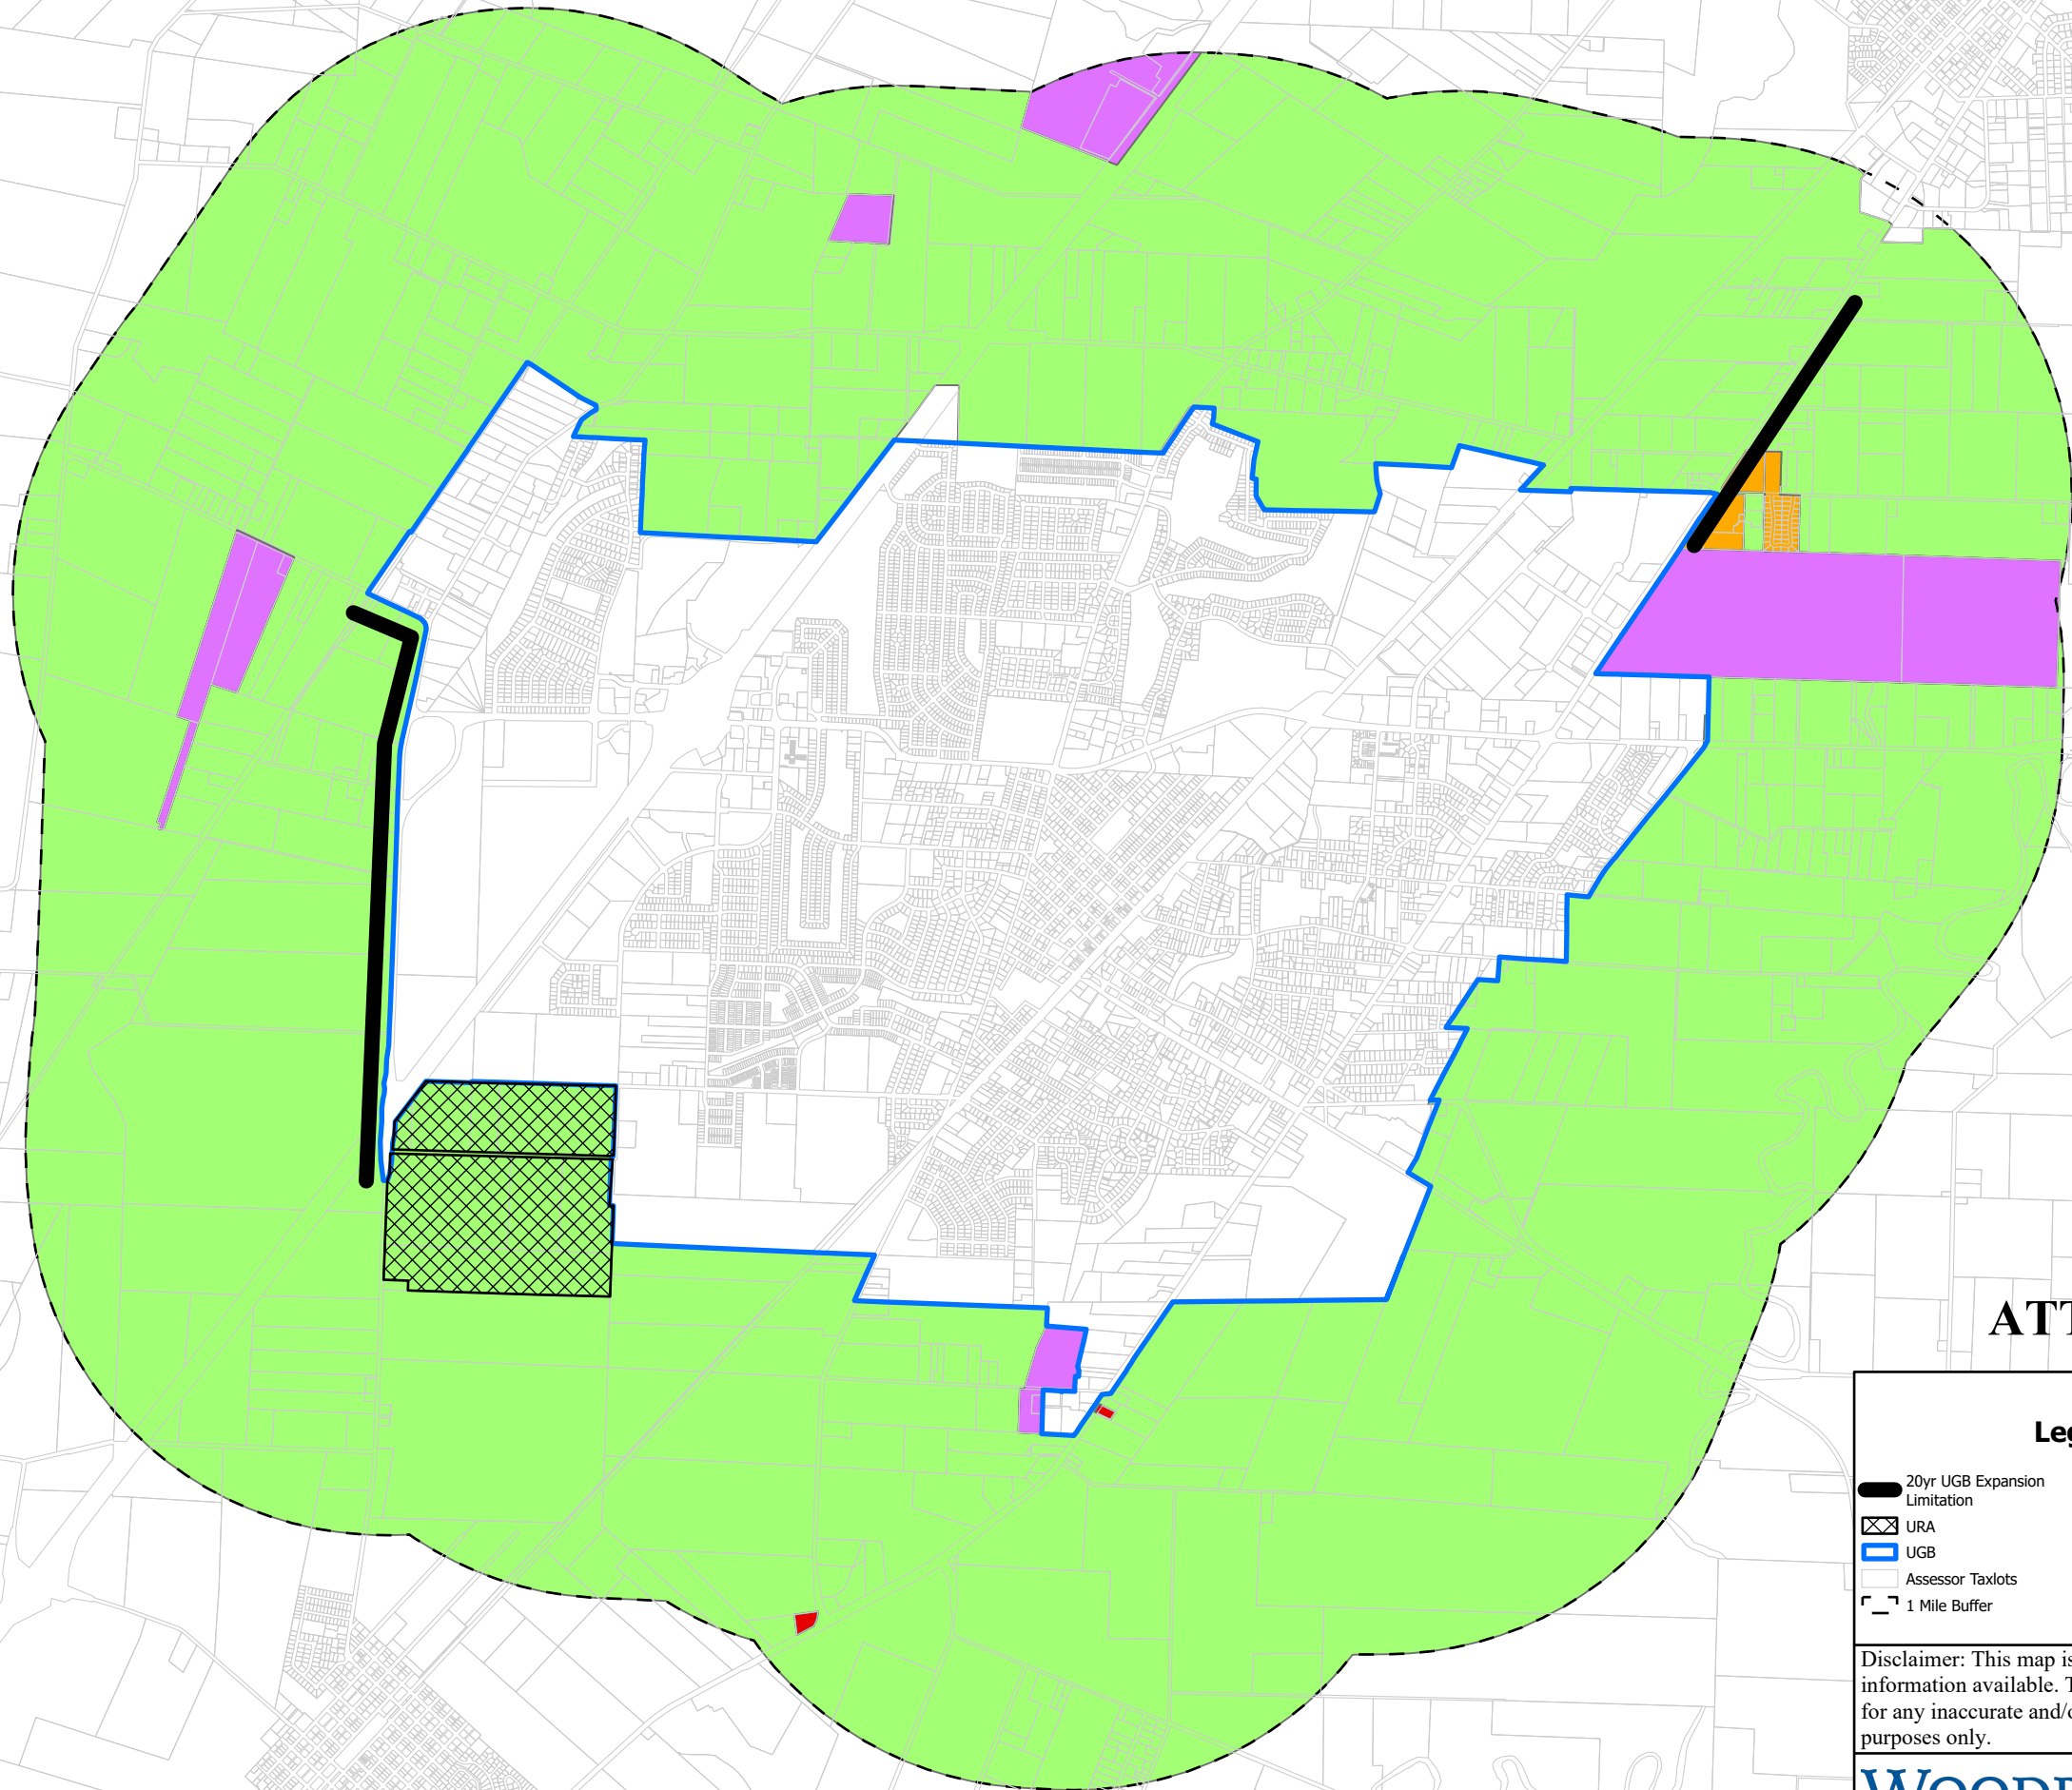 ATT
Leg
20yr UGB Expansion
Limitation
URA
UGB
Assessor Taxlots
1 Mile Buffer
Disclaimer: This map is
information available. T
for any inaccurate and/o
purposes only.